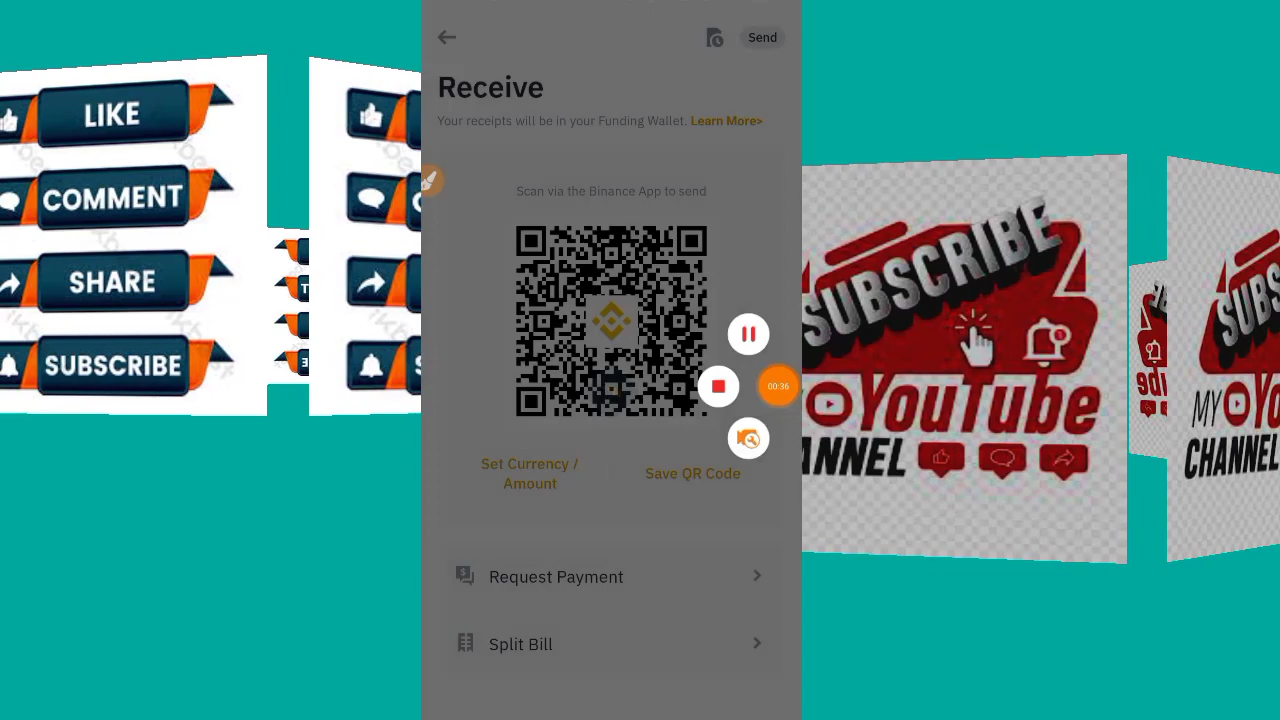 LIKE
COMMENT
SHARE
SUBSCRIBE
Send
Receive
Your receipts will be in your Funding Wallet. Learn More>
Scan via the Binance App to send
Set Currency /
Amount
Save QR Code
Request Payment
Split Bill
00:36
SUBSCRIBE
YouTube
ANNEL
SUBS
MY
CHANNEL